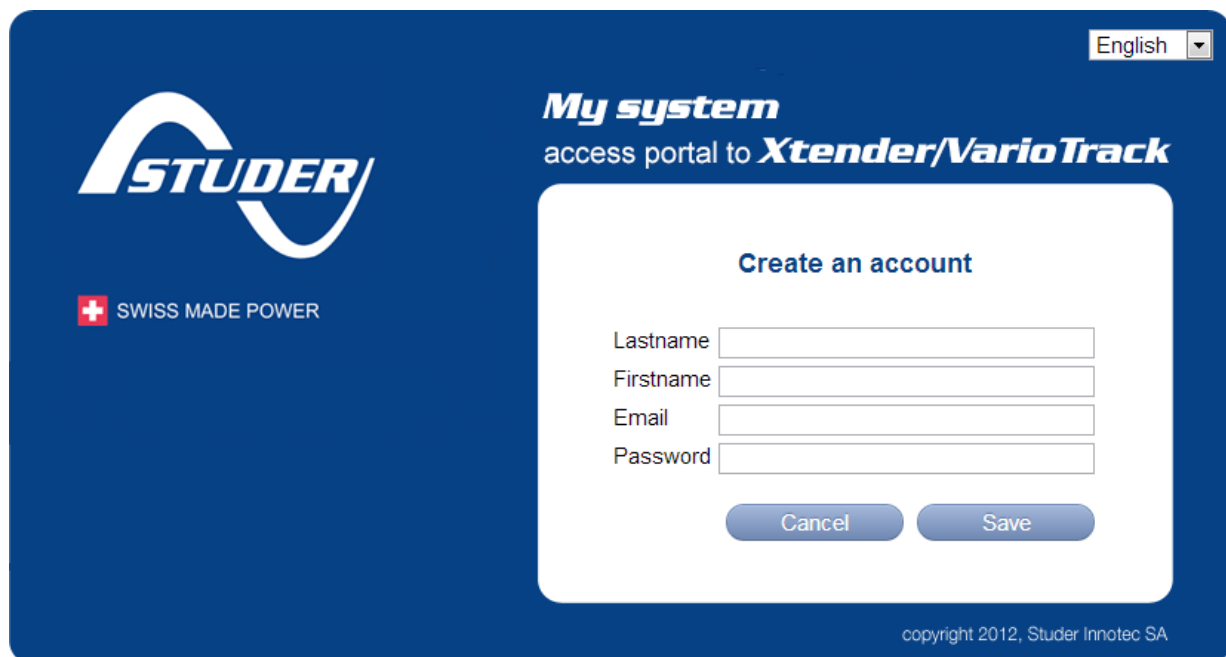 English
STUDER
SWISS MADE POWER
My system
access portal to Xtender/VarioTrack
Create an account
Lastname
Firstname
Email
Password
Cancel Save
copyright 2012, Studer Innotec SA